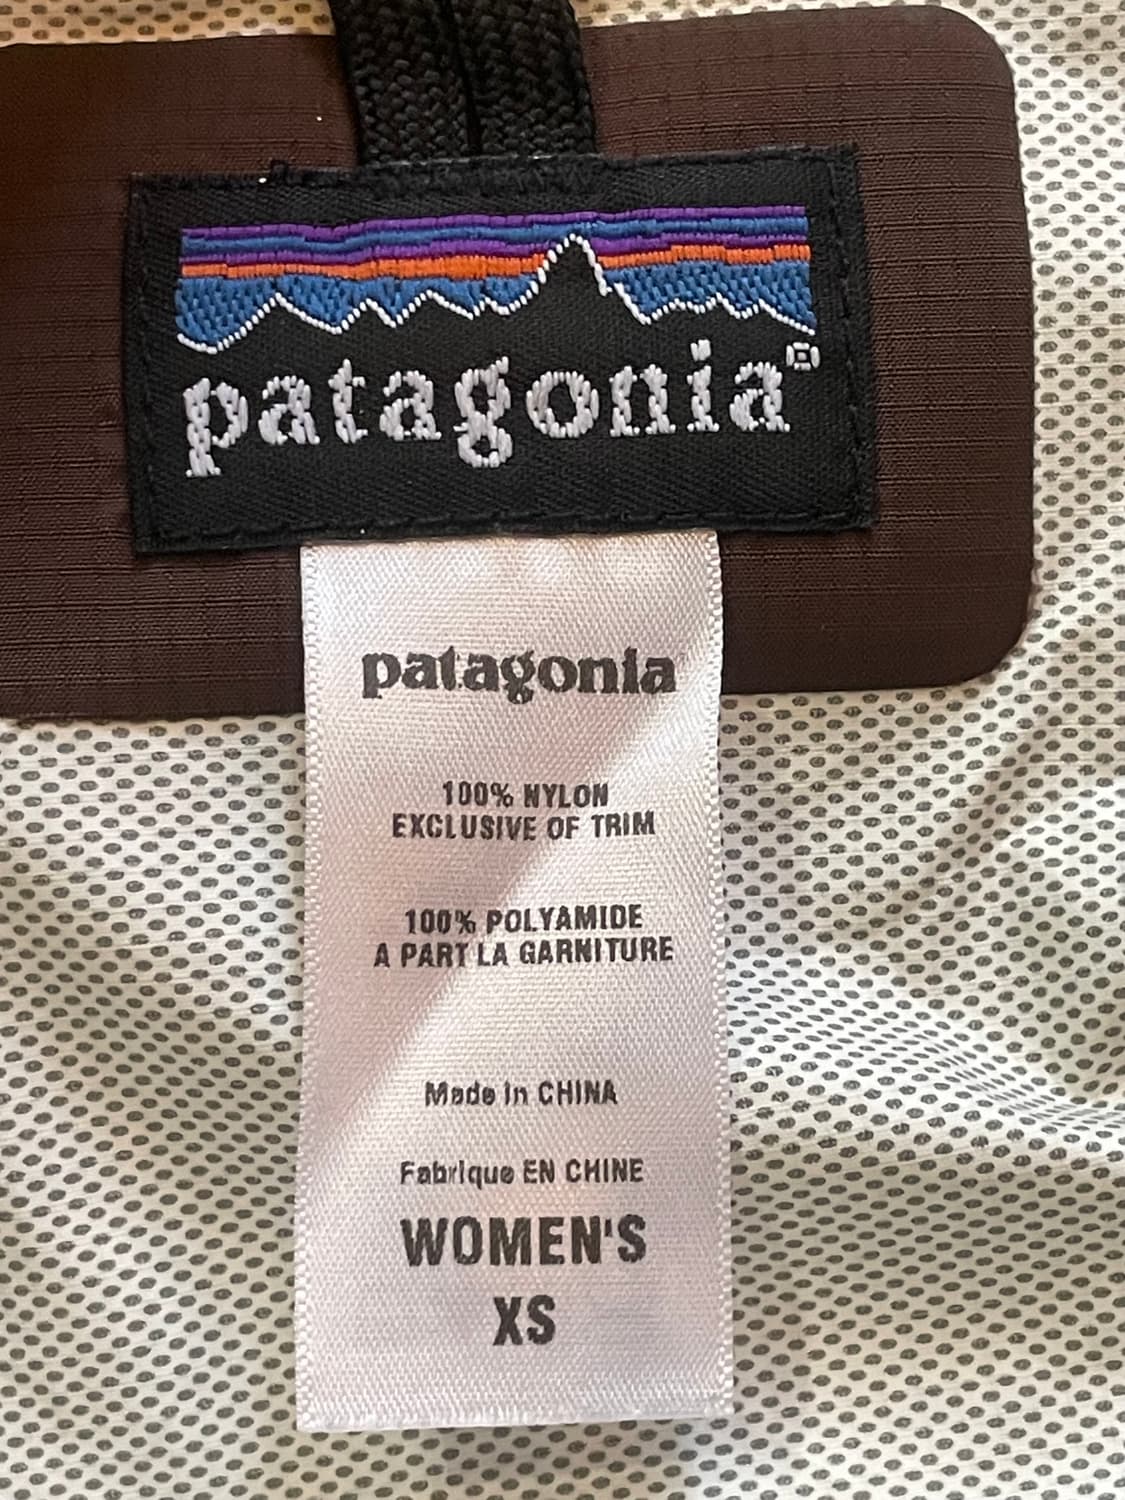 patagonia®
patagonia
100% NYLON
EXCLUSIVE OF TRIM
100% POLYAMIDE
A PART LA GARNITURE
Made in CHINA
Fabrique EN CHINE
WOMEN'S
XS